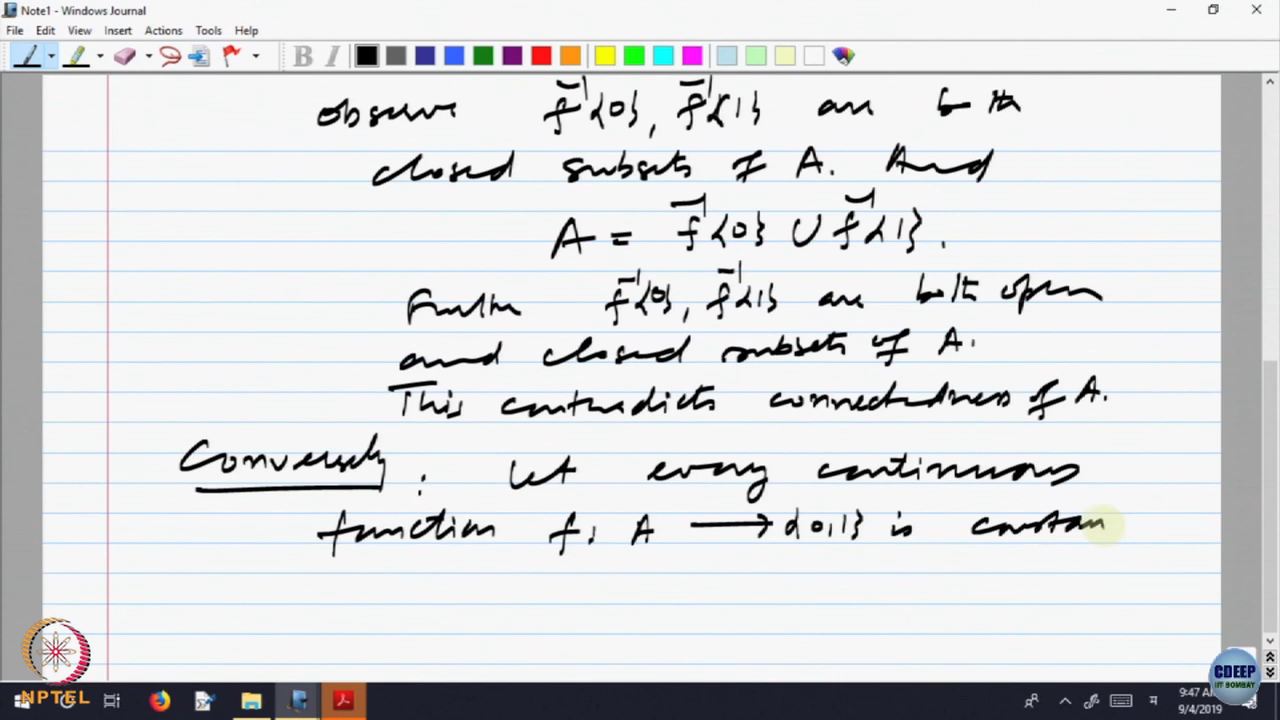 Note1 - Windows Journal
File Edit View Insert Actions Tools Help
observe f⁻¹{0}, f⁻¹{1} are both
closed subsets of A. And
A = f⁻¹{0} ∪ f⁻¹{1}.
Further f⁻¹{0}, f⁻¹{1} are both open
and closed subsets of A.
This contradicts connectedness of A.
Conversely: Let every continuous
function f: A ⟶ {0,1} is constan
NPTEL
CDEEP
IIT BOMBAY
9:47 A
9/4/2019